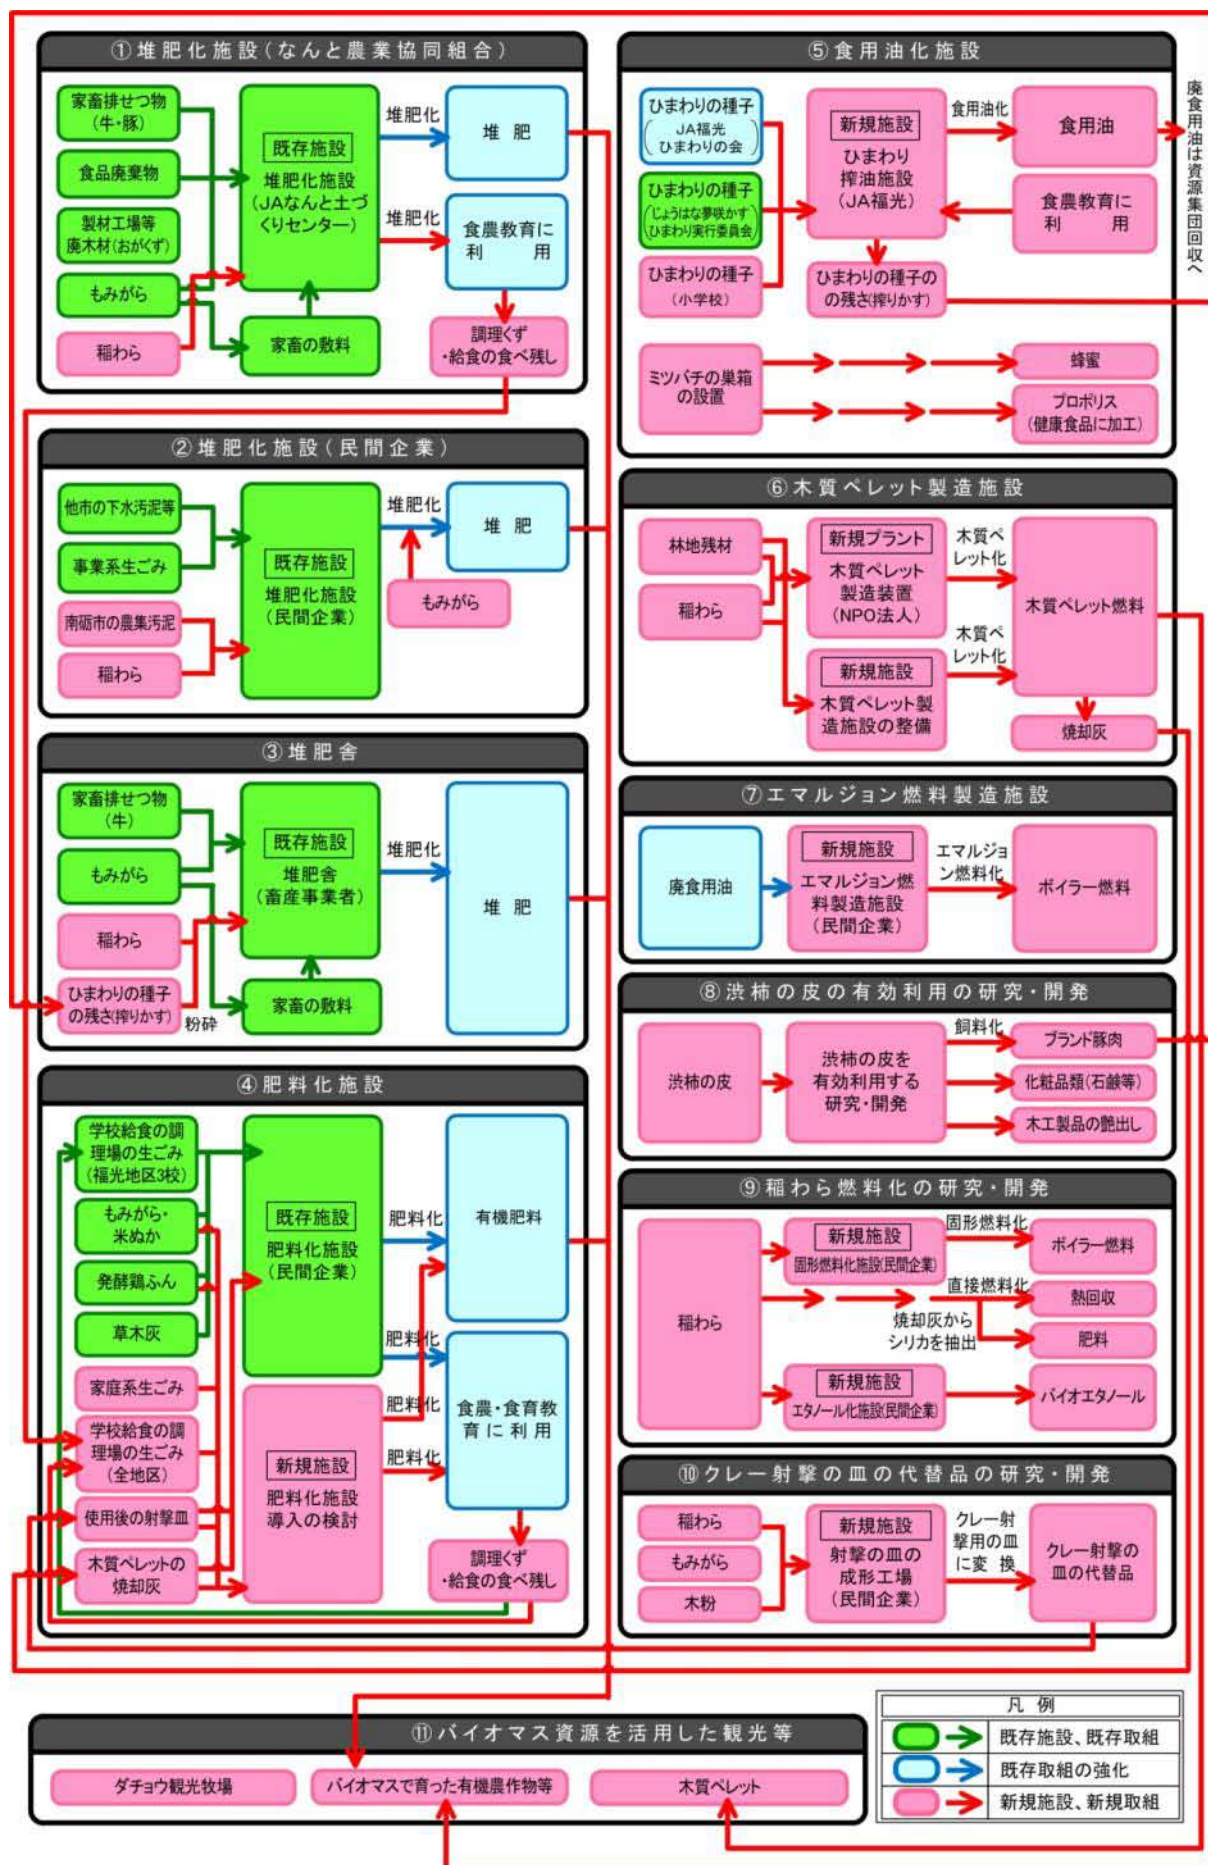 ①堆肥化施設(なんと農業協同組合)
家畜排せつ物
(牛・豚)
食品廃棄物
製材工場等
廃木材(おがくず)
もみがら
稲わら
既存施設
堆肥化施設
(JAなんと土づ
くりセンター)
家畜の敷料
堆肥化
堆肥化
堆 肥
食農教育に
利 用
調理くず
・給食の食べ残し
②堆肥化施設(民間企業)
他市の下水汚泥等
事業系生ごみ
南砺市の農集汚泥
稲わら
既存施設
堆肥化施設
(民間企業)
堆肥化
もみがら
堆 肥
③堆肥舎
家畜排せつ物
(牛)
もみがら
稲わら
ひまわりの種子
の残さ(搾りかす)
粉砕
既存施設
堆肥舎
(畜産事業者)
家畜の敷料
堆肥化
堆 肥
④肥料化施設
学校給食の調
理場の生ごみ
(福光地区3校)
もみがら・
米ぬか
発酵鶏ふん
草木灰
家庭系生ごみ
学校給食の調
理場の生ごみ
(全地区)
使用後の射撃皿
木質ペレットの
焼却灰
既存施設
肥料化施設
(民間企業)
新規施設
肥料化施設
導入の検討
肥料化
肥料化
肥料化
肥料化
有機肥料
食農・食育教
育に利用
調理くず
・給食の食べ残し
⑤食用油化施設
ひまわりの種子
(JA福光
ひまわりの会)
ひまわりの種子
(じょうはな夢咲かす
ひまわり実行委員会)
ひまわりの種子
(小学校)
新規施設
ひまわり
搾油施設
(JA福光)
ひまわりの種子の
の残さ(搾りかす)
食用油化
食用油
食農教育に
利 用
廃食用油は資源集団回収へ
ミツバチの巣箱
の設置
蜂蜜
プロポリス
(健康食品に加工)
⑥木質ペレット製造施設
林地残材
稲わら
新規プラント
木質ペレット
製造装置
(NPO法人)
新規施設
木質ペレット製
造施設の整備
木質ペ
レット化
木質ペ
レット化
木質ペレット燃料
焼却灰
⑦エマルジョン燃料製造施設
廃食用油
新規施設
エマルジョン燃
料製造施設
(民間企業)
エマルジョ
ン燃料化
ボイラー燃料
⑧渋柿の皮の有効利用の研究・開発
渋柿の皮
渋柿の皮を
有効利用する
研究・開発
飼料化
ブランド豚肉
化粧品類(石鹸等)
木工製品の艶出し
⑨稲わら燃料化の研究・開発
稲わら
新規施設
固形燃料化施設(民間企業)
固形燃料化
ボイラー燃料
直接燃料化
熱回収
焼却灰から
シリカを抽出
肥料
新規施設
エタノール化施設(民間企業)
バイオエタノール
⑩クレー射撃の皿の代替品の研究・開発
稲わら
もみがら
木粉
新規施設
射撃の皿の
成形工場
(民間企業)
クレー射
撃用の皿
に変 換
クレー射撃の
皿の代替品
⑪バイオマス資源を活用した観光等
ダチョウ観光牧場
バイオマスで育った有機農作物等
木質ペレット
凡 例
既存施設、既存取組
既存取組の強化
新規施設、新規取組